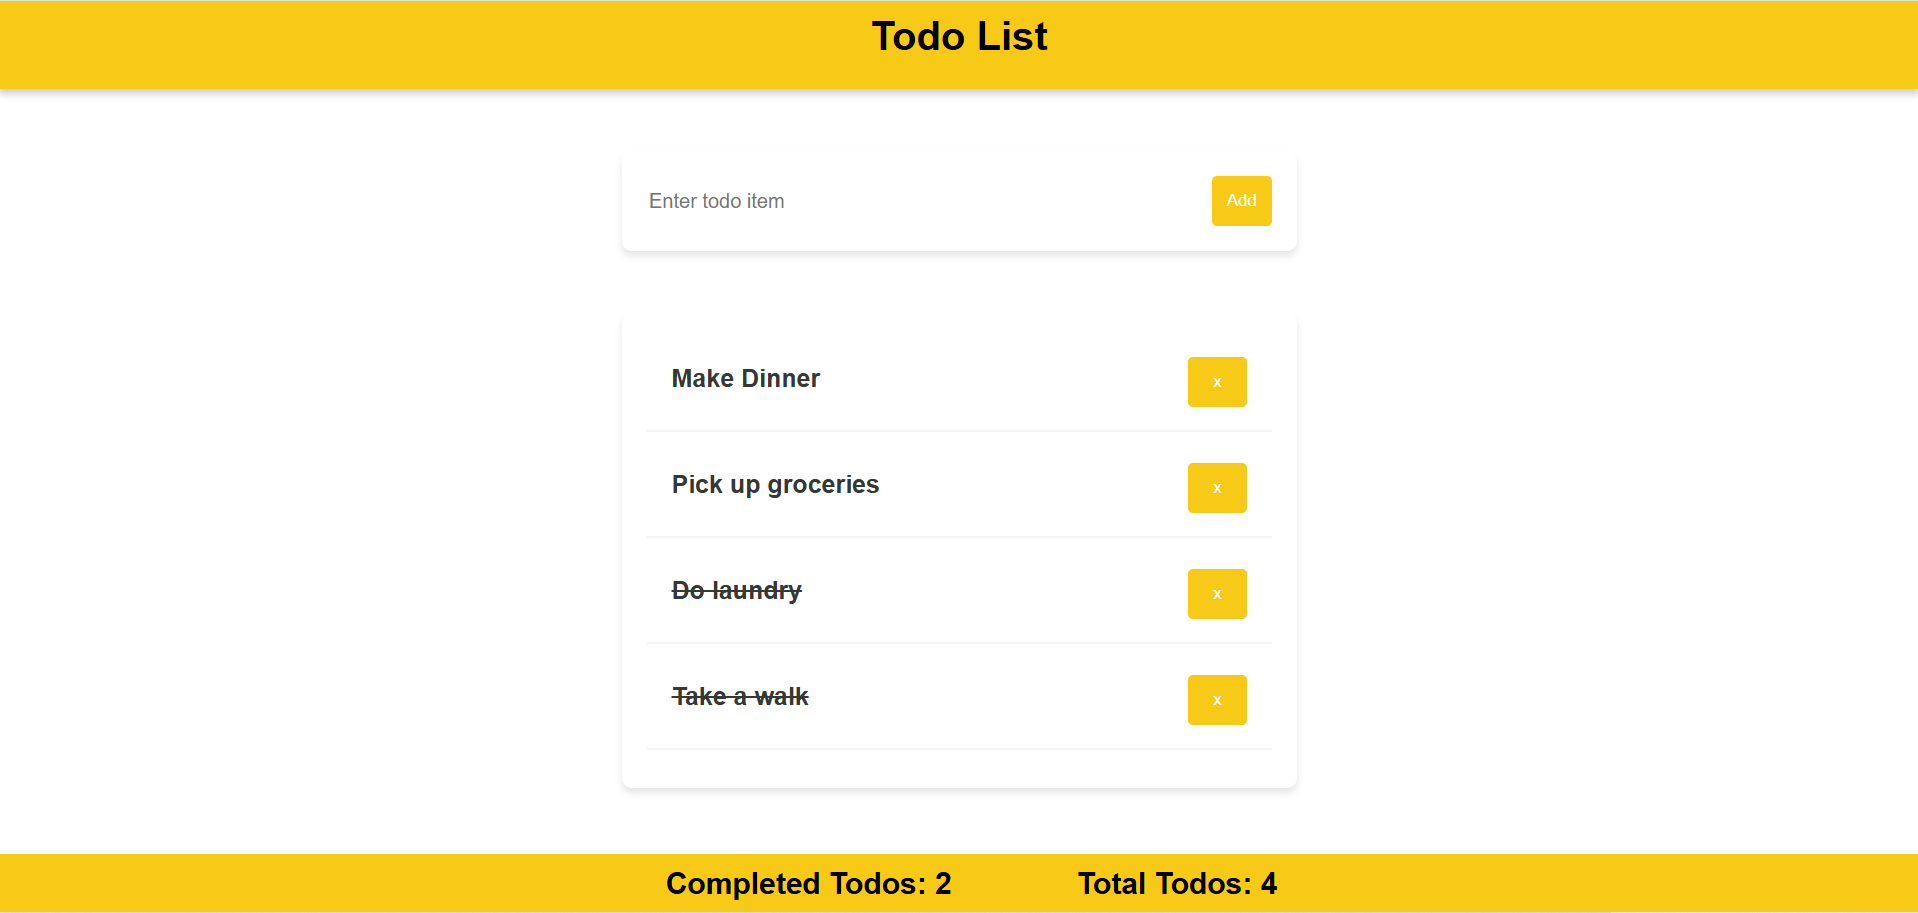 Todo List
Enter todo item Add
Make Dinner x
Pick up groceries x
Do laundry x
Take a walk x
Completed Todos: 2 Total Todos: 4